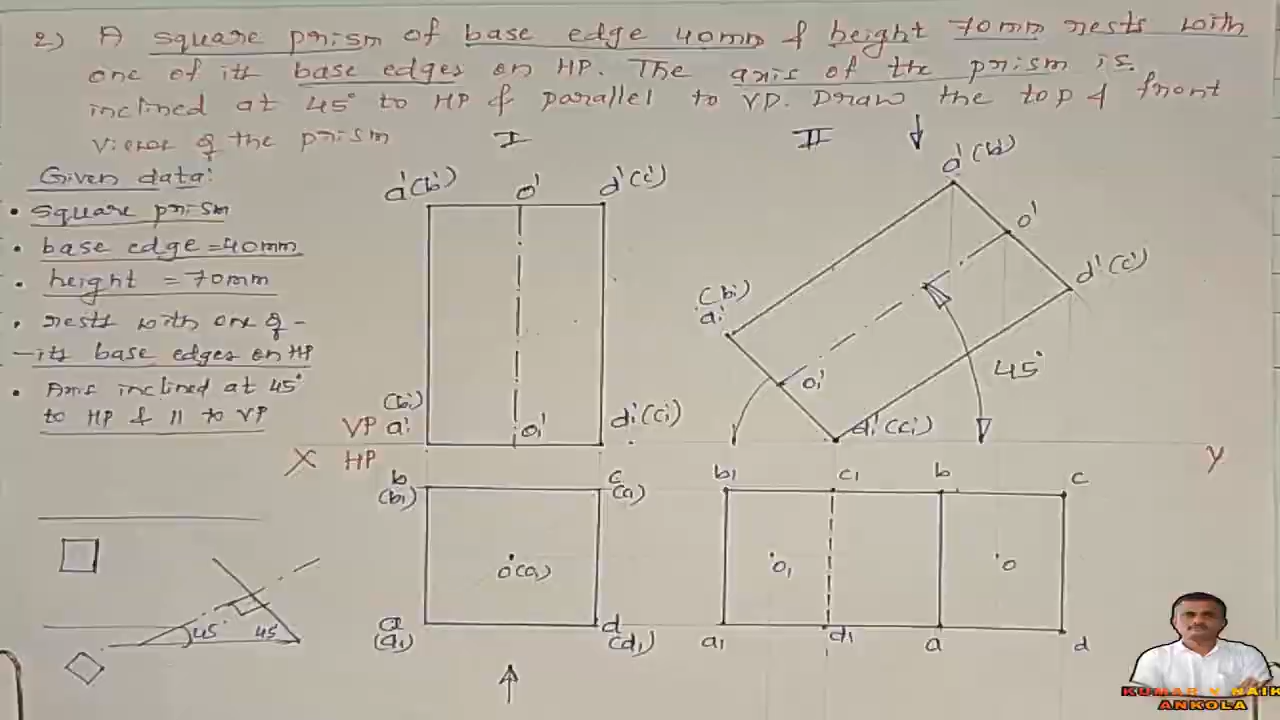 2) A square prism of base edge 40mm & height 70mm rests with
one of its base edges on HP. The axis of the prism is
inclined at 45° to HP & parallel to VP. Draw the top & front
views of the prism
I
II
Given data:
• square prism
• base edge = 40mm
• height = 70mm
• rests with one of -
- its base edges on HP
• Axis inclined at 45°
to HP & 11 to VP
a'(b')
o'
d'(c')
(b₁')
VP a₁'
o₁'
d₁'(c₁')
X HP
b
(b₁)
c
(c₁)
o(o₁)
a
(a₁)
d
(d₁)
a'(b')
o'
d'(c')
(b₁')
a₁'
o₁'
45°
d₁'(c₁')
Y
b₁
c₁
b
c
o₁
o
a₁
d₁
a
d
45°
45
KUMAR V NAIK
ANKOLA